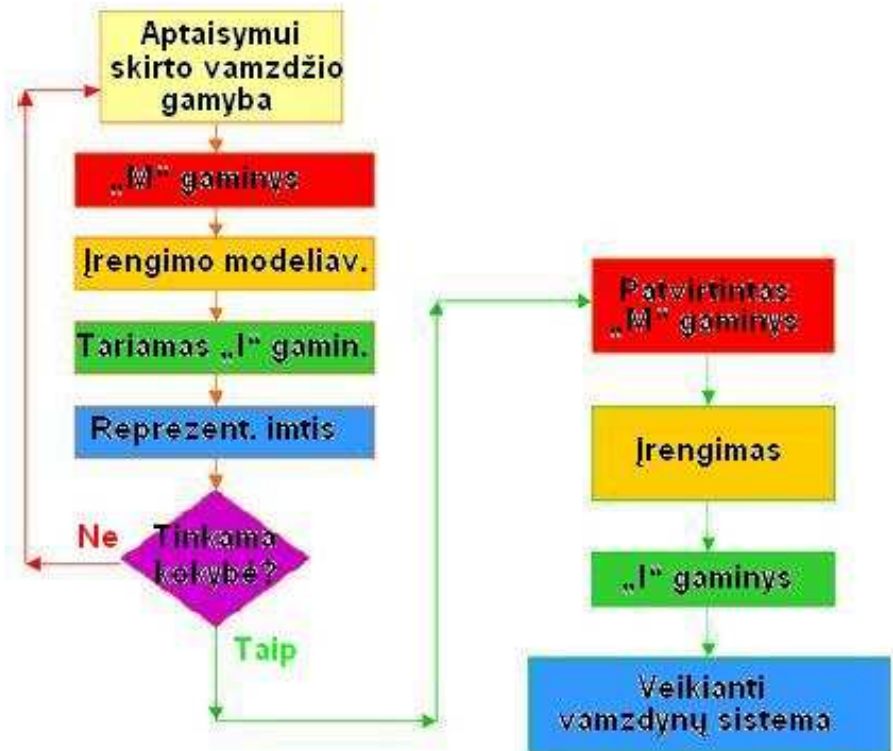 Aptaisymui
skirto vamzdžio
gamyba
„M“ gaminys
Įrengimo modeliav.
Tariamas „I“ gamin.
Reprezent. imtis
Ne
Tinkama
kokybė?
Taip
Patvirtintas
„M“ gaminys
Įrengimas
„I“ gaminys
Veikianti
vamzdynų sistema